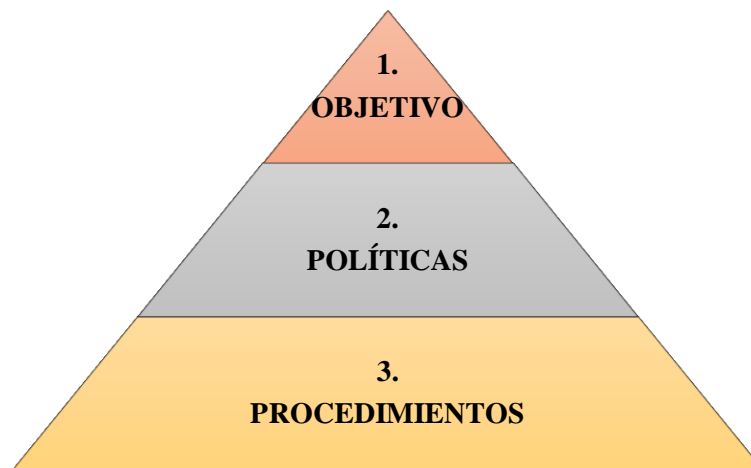 1.
OBJETIVO
2.
POLÍTICAS
3.
PROCEDIMIENTOS